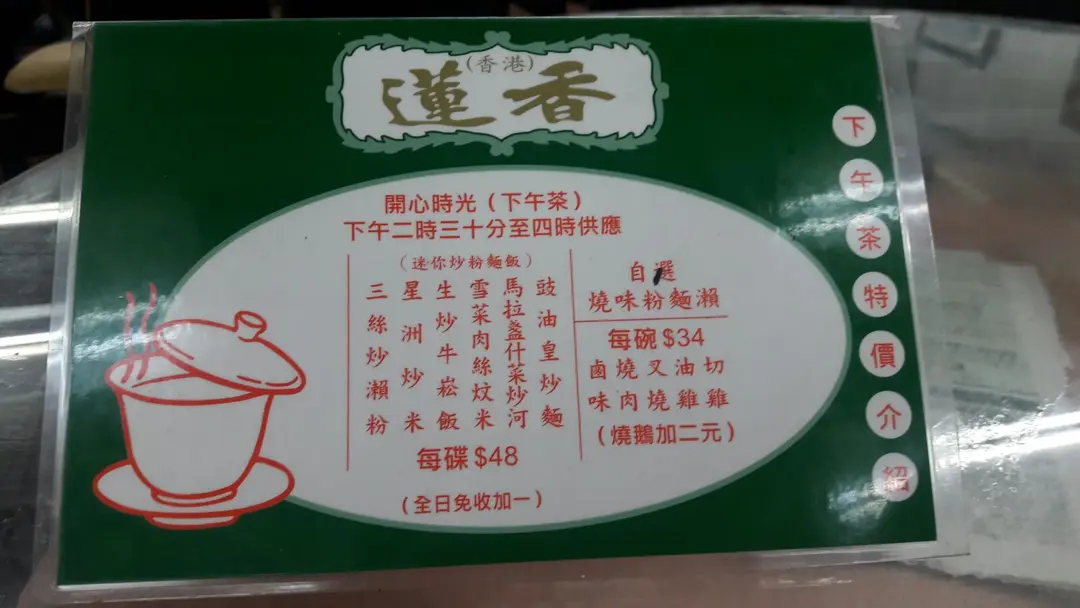 (香港)
蓮香
下午茶特價介紹
開心時光（下午茶）
下午二時三十分至四時供應
（迷你炒粉麵飯）
豉油皇炒麵
馬拉盞什菜炒河
雪菜肉絲炆米
生炒牛崧飯
星洲炒米
三絲炒瀨粉
每碟$48
自選
燒味粉麵瀨
每碗$34
切雞
油雞
叉燒
燒肉
鹵味
（燒鵝加二元）
（全日免收加一）